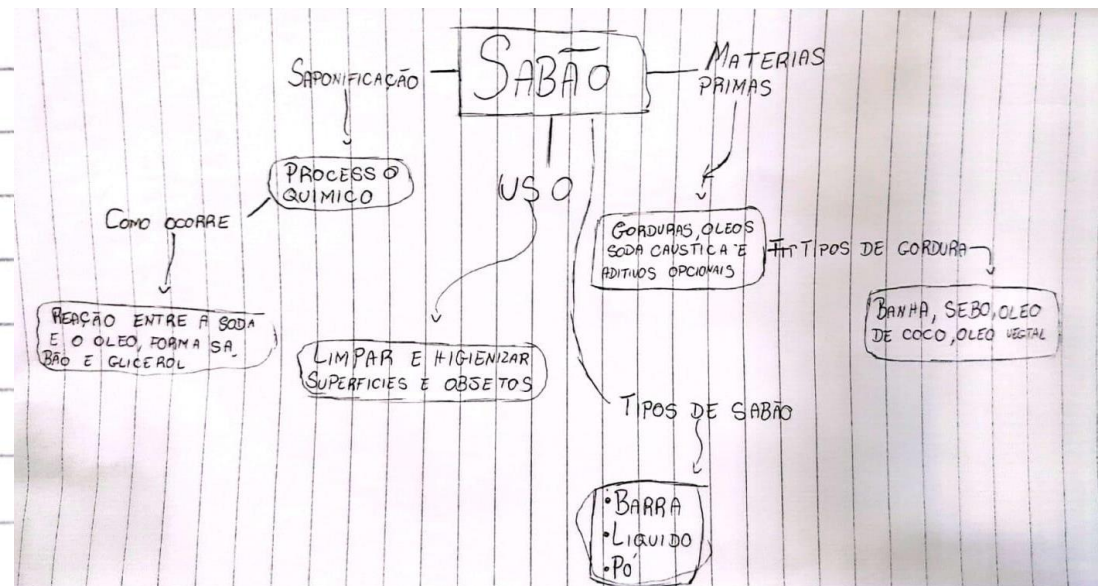 SABÃO
SAPONIFICAÇÃO
PROCESSO
QUIMICO
COMO OCORRE
REAÇÃO ENTRE A SODA
E O OLEO, FORMA SA
BÃO E GLICEROL
USO
LIMPAR E HIGIENIZAR
SUPERFICIES E OBJETOS
MATERIAS
PRIMAS
GORDURAS, OLEOS
SODA CAUSTICA E
ADITIVOS OPCIONAIS
TIPOS DE GORDURA
BANHA, SEBO, OLEO
DE COCO, OLEO VEGTAL
TIPOS DE SABÃO
•BARRA
•LIQUIDO
•PÓ